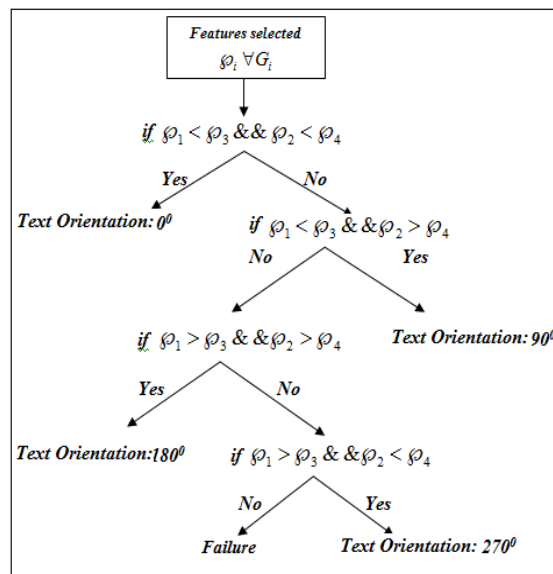 Features selected
℘i ∀Gi
if ℘1 < ℘3 && ℘2 < ℘4
Yes No
Text Orientation: 0⁰
if ℘1 < ℘3 & &℘2 > ℘4
No Yes
if ℘1 > ℘3 & &℘2 > ℘4
Text Orientation: 90⁰
Yes No
Text Orientation:180⁰
if ℘1 > ℘3 & &℘2 < ℘4
No Yes
Failure Text Orientation: 270⁰